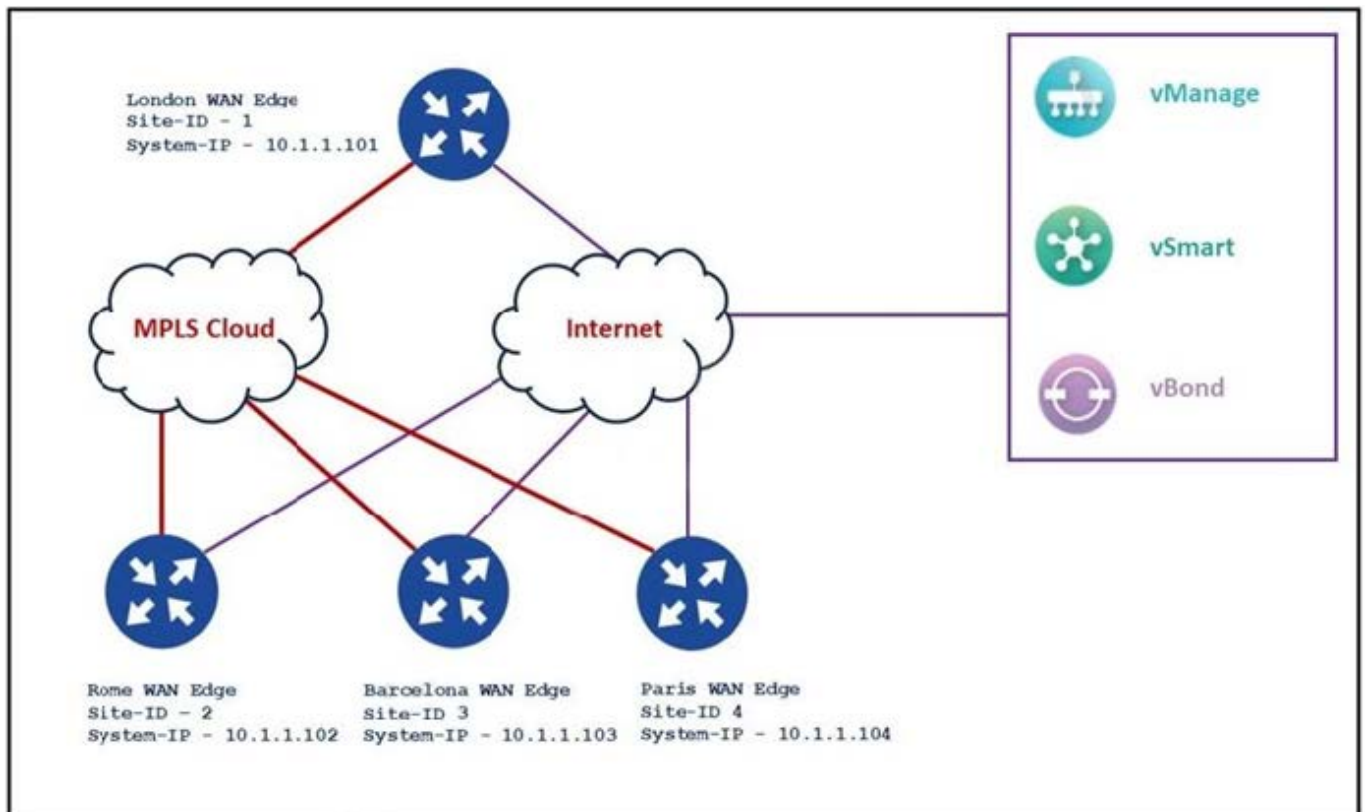 London WAN Edge
Site-ID - 1
System-IP - 10.1.1.101
vManage
vSmart
vBond
MPLS Cloud
Internet
Rome WAN Edge
Site-ID - 2
System-IP - 10.1.1.102
Barcelona WAN Edge
Site-ID 3
System-IP - 10.1.1.103
Paris WAN Edge
Site-ID 4
System-IP - 10.1.1.104